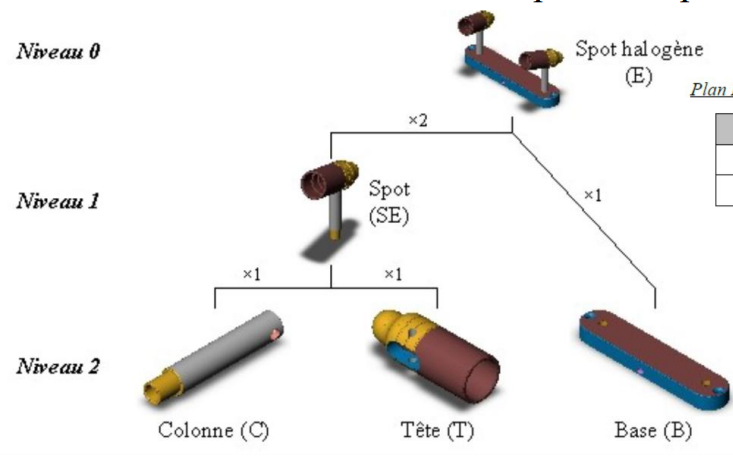 Niveau 0
Spot halogène
(E)
Plan
×2
Niveau 1
Spot
(SE)
×1
×1
×1
Niveau 2
Colonne (C)
Tête (T)
Base (B)